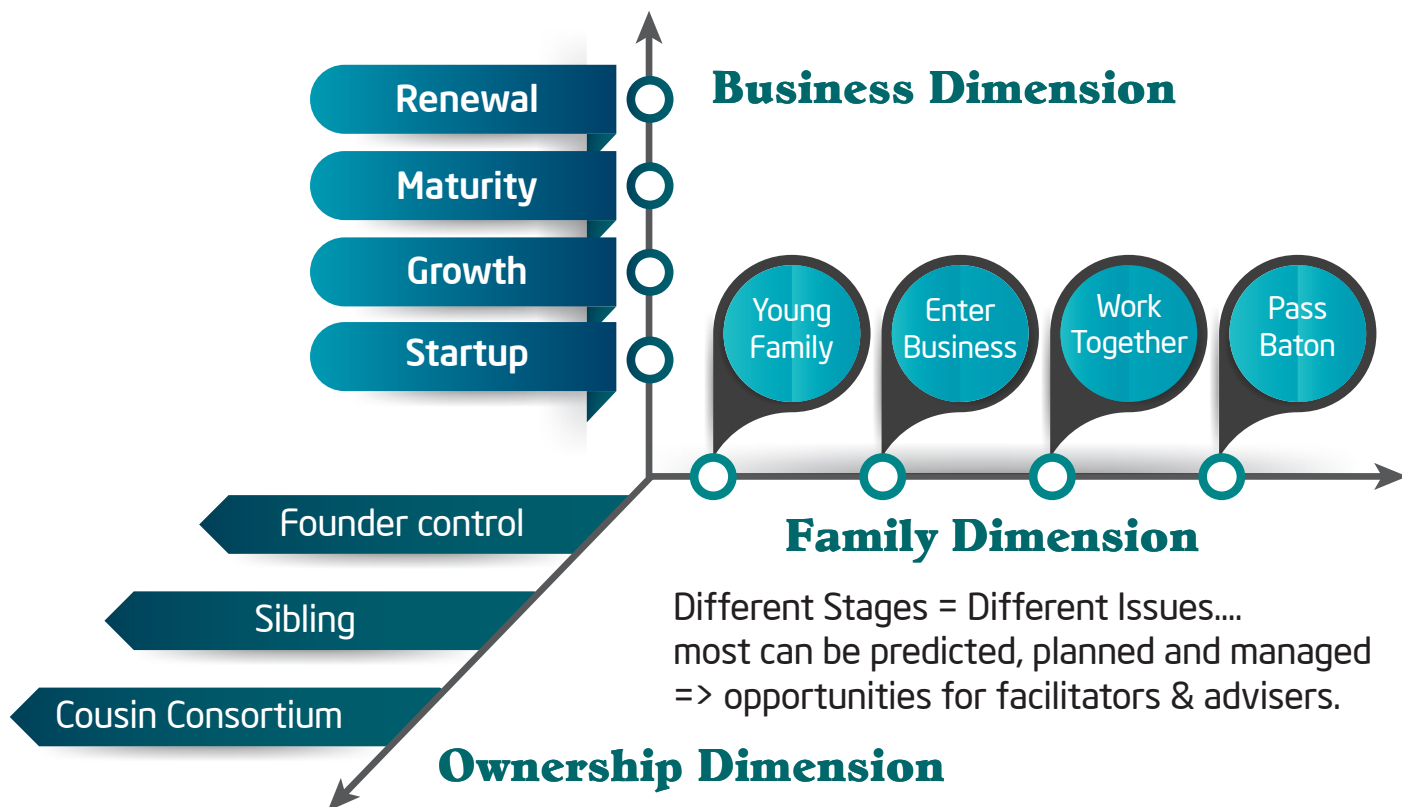 Business Dimension
Renewal
Maturity
Growth
Startup
Young
Family
Enter
Business
Work
Together
Pass
Baton
Family Dimension
Founder control
Sibling
Cousin Consortium
Ownership Dimension
Different Stages = Different Issues....
most can be predicted, planned and managed
=> opportunities for facilitators & advisers.